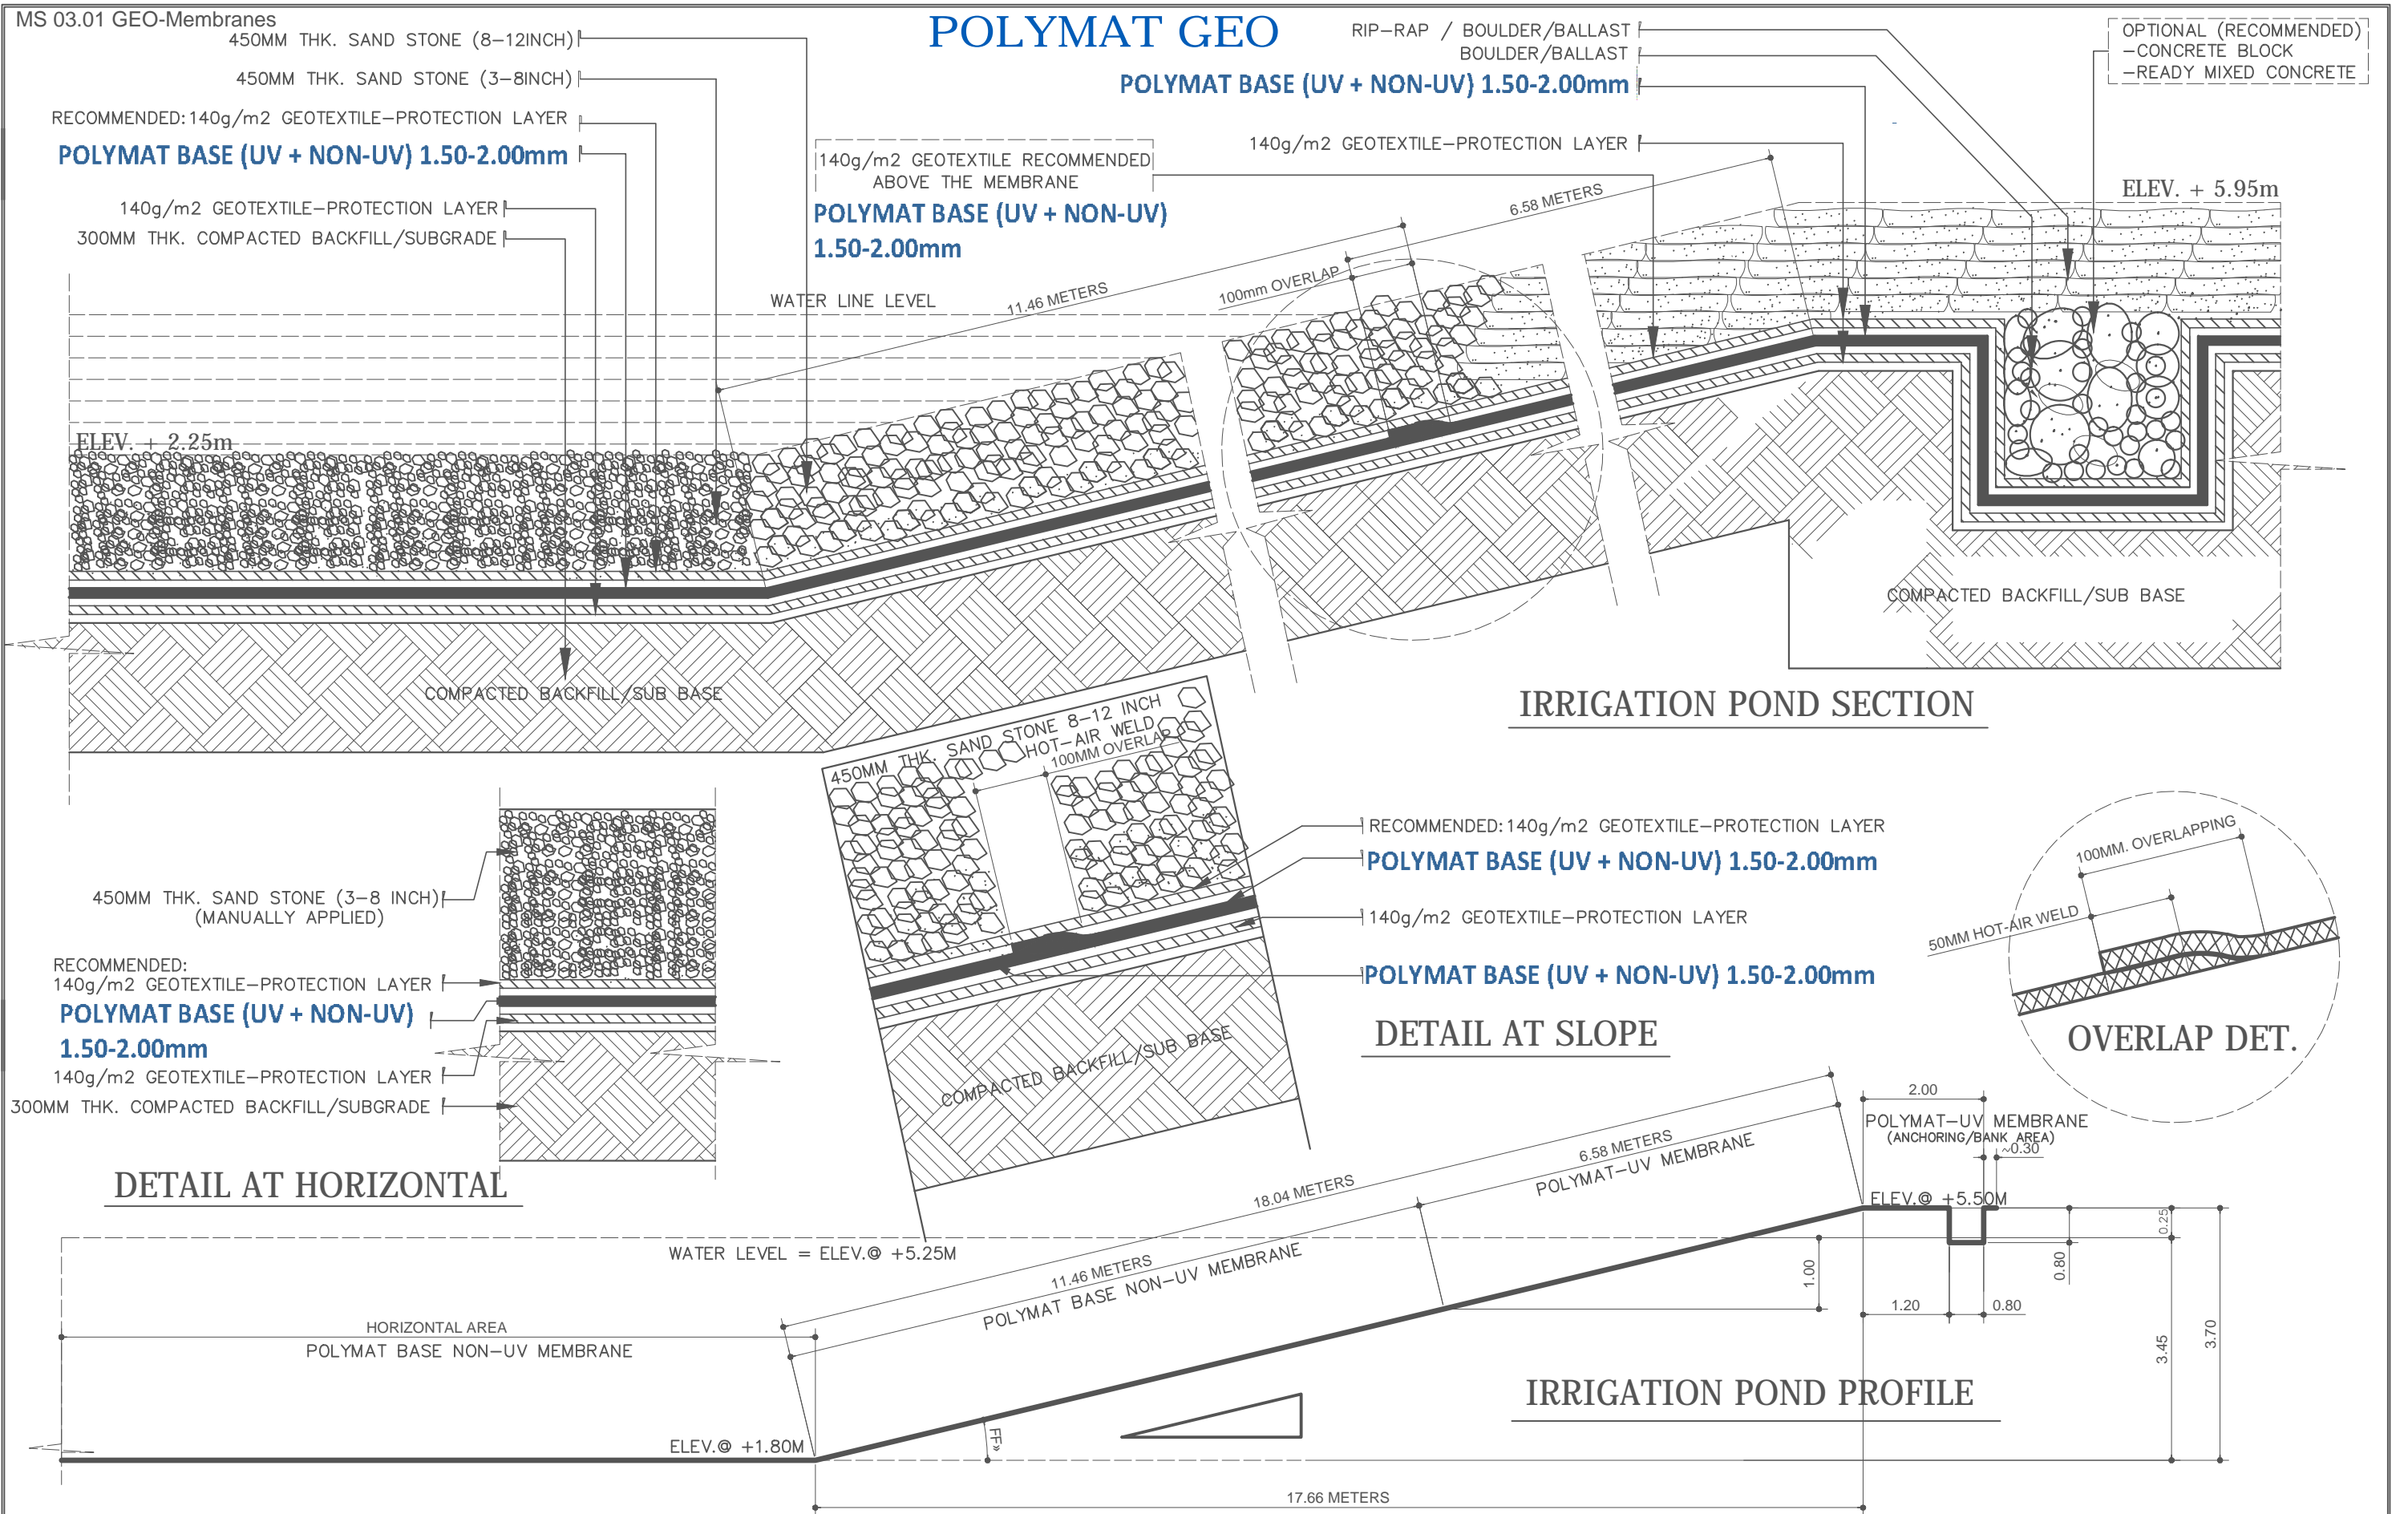 MS 03.01 GEO-Membranes
POLYMAT GEO
450MM THK. SAND STONE (8-12INCH)
450MM THK. SAND STONE (3-8INCH)
RECOMMENDED:140g/m2 GEOTEXTILE-PROTECTION LAYER
POLYMAT BASE (UV + NON-UV) 1.50-2.00mm
140g/m2 GEOTEXTILE-PROTECTION LAYER
300MM THK. COMPACTED BACKFILL/SUBGRADE
140g/m2 GEOTEXTILE RECOMMENDED
ABOVE THE MEMBRANE
POLYMAT BASE (UV + NON-UV)
1.50-2.00mm
RIP-RAP / BOULDER/BALLAST
BOULDER/BALLAST
POLYMAT BASE (UV + NON-UV) 1.50-2.00mm
140g/m2 GEOTEXTILE-PROTECTION LAYER
OPTIONAL (RECOMMENDED)
-CONCRETE BLOCK
-READY MIXED CONCRETE
ELEV. + 5.95m
6.58 METERS
100mm OVERLAP
11.46 METERS
WATER LINE LEVEL
ELEV. + 2.25m
COMPACTED BACKFILL/SUB BASE
COMPACTED BACKFILL/SUB BASE
IRRIGATION POND SECTION
450MM THK. SAND STONE 8-12 INCH
HOT-AIR WELD
100MM OVERLAP
RECOMMENDED:140g/m2 GEOTEXTILE-PROTECTION LAYER
POLYMAT BASE (UV + NON-UV) 1.50-2.00mm
140g/m2 GEOTEXTILE-PROTECTION LAYER
POLYMAT BASE (UV + NON-UV) 1.50-2.00mm
COMPACTED BACKFILL/SUB BASE
DETAIL AT SLOPE
100MM. OVERLAPPING
50MM HOT-AIR WELD
OVERLAP DET.
450MM THK. SAND STONE (3-8 INCH)
(MANUALLY APPLIED)
RECOMMENDED:
140g/m2 GEOTEXTILE-PROTECTION LAYER
POLYMAT BASE (UV + NON-UV)
1.50-2.00mm
140g/m2 GEOTEXTILE-PROTECTION LAYER
300MM THK. COMPACTED BACKFILL/SUBGRADE
DETAIL AT HORIZONTAL
2.00
POLYMAT-UV MEMBRANE
(ANCHORING/BANK AREA)
~0.30
6.58 METERS
POLYMAT-UV MEMBRANE
18.04 METERS
ELEV.@ +5.50M
WATER LEVEL = ELEV.@ +5.25M
11.46 METERS
POLYMAT BASE NON-UV MEMBRANE
1.00
0.25
0.80
1.20
0.80
3.45
3.70
HORIZONTAL AREA
POLYMAT BASE NON-UV MEMBRANE
ELEV.@ +1.80M
FF»
IRRIGATION POND PROFILE
17.66 METERS